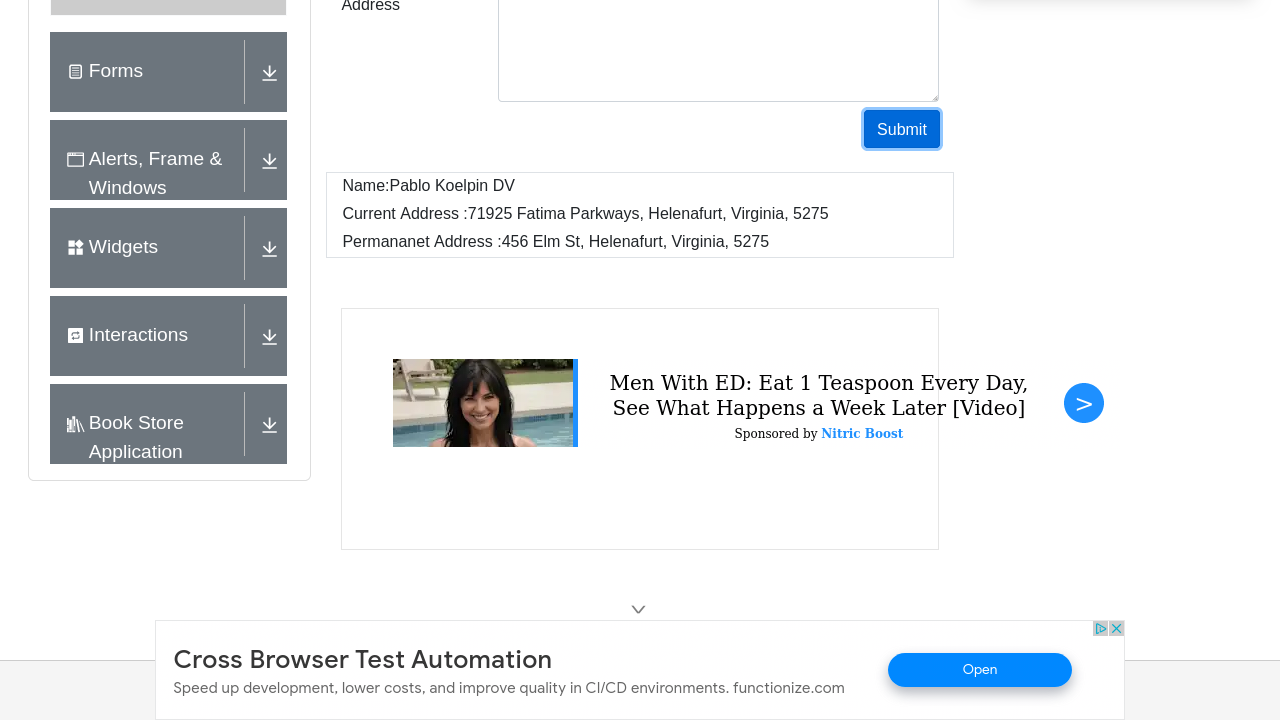 Address
Forms
Alerts, Frame &
Windows
Widgets
Interactions
Book Store
Application
Submit
Name:Pablo Koelpin DV
Current Address :71925 Fatima Parkways, Helenafurt, Virginia, 5275
Permananet Address :456 Elm St, Helenafurt, Virginia, 5275
Men With ED: Eat 1 Teaspoon Every Day,
See What Happens a Week Later [Video]
Sponsored by Nitric Boost
>
Cross Browser Test Automation
Speed up development, lower costs, and improve quality in CI/CD environments. functionize.com
Open